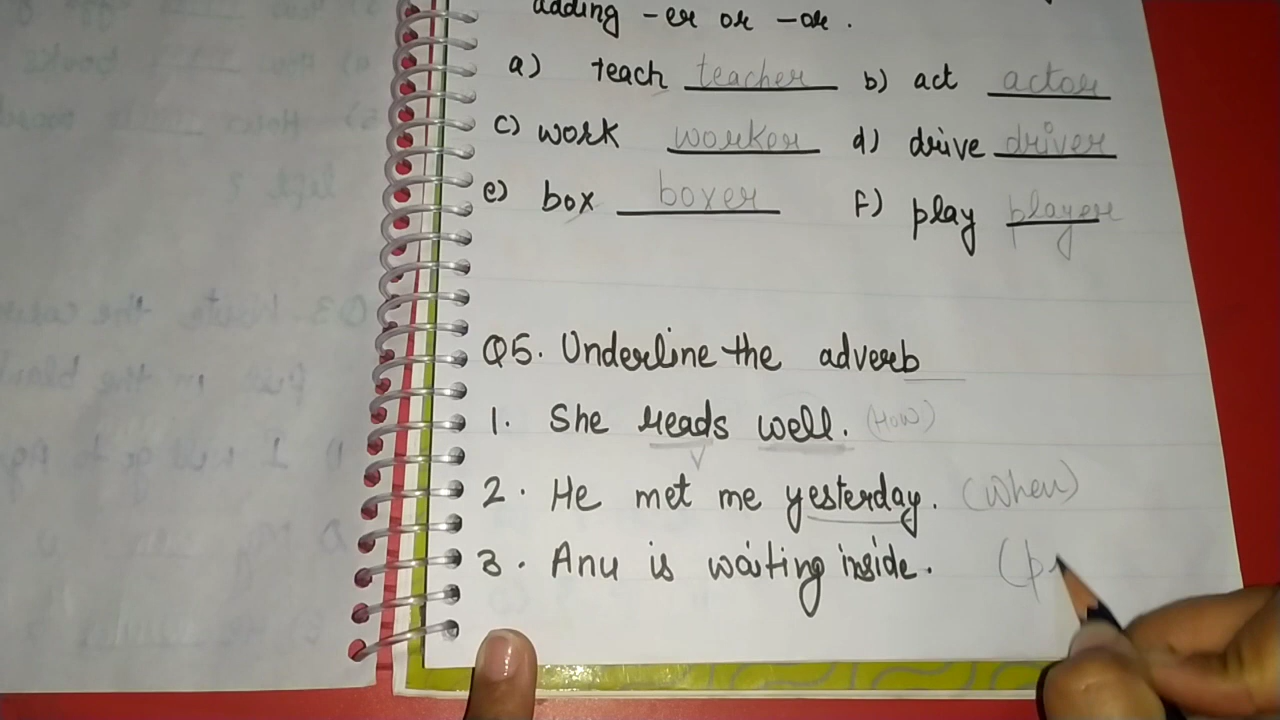 adding -er or -or.
a) teach teacher b) act actor
c) work worker d) drive driver
e) box boxer f) play player
Q5. Underline the adverb
1. She reads well. (How)
V
2. He met me yesterday. (when)
3. Anu is waiting inside. (p